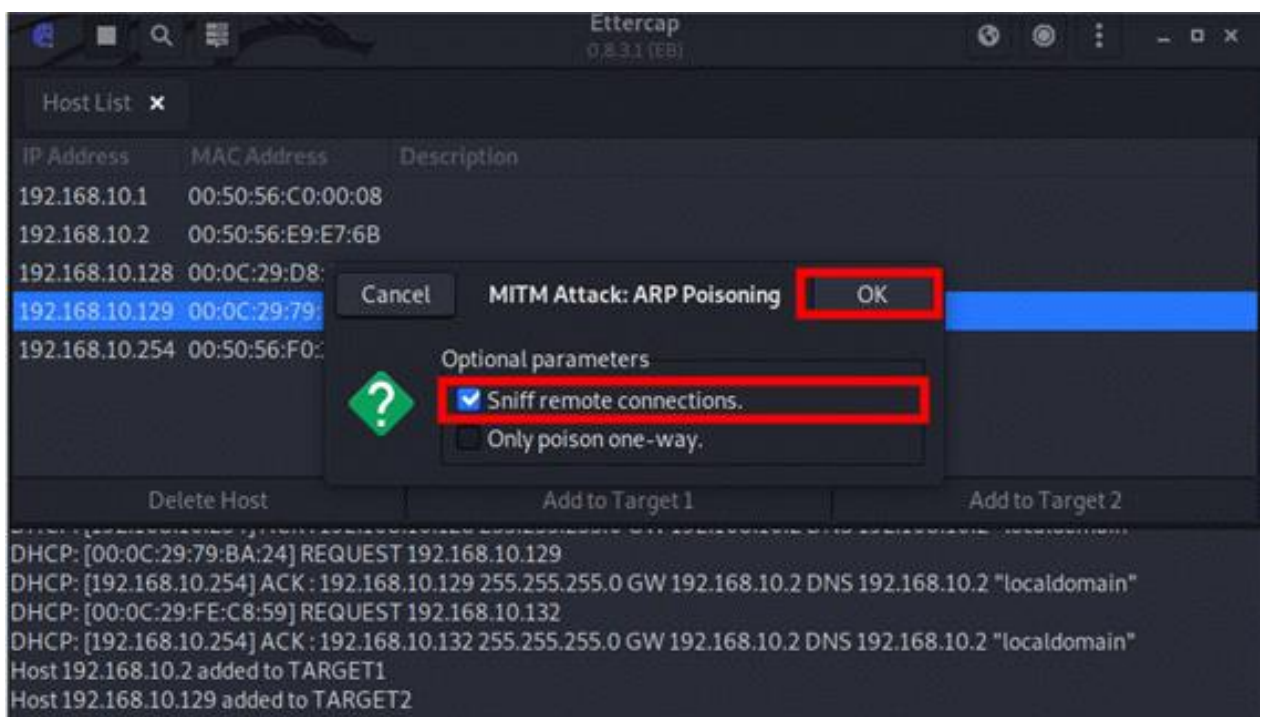 Ettercap
0.8.3.1 (EB)
Host List
IP Address MAC Address Description
192.168.10.1 00:50:56:C0:00:08
192.168.10.2 00:50:56:E9:E7:6B
192.168.10.128 00:0C:29:D8:
192.168.10.129 00:0C:29:79:
192.168.10.254 00:50:56:F0:
Cancel MITM Attack: ARP Poisoning OK
Optional parameters
?
Sniff remote connections.
Only poison one-way.
Delete Host Add to Target 1 Add to Target 2
DHCP: [00:0C:29:79:BA:24] REQUEST 192.168.10.129
DHCP: [192.168.10.254] ACK : 192.168.10.129 255.255.255.0 GW 192.168.10.2 DNS 192.168.10.2 "localdomain"
DHCP: [00:0C:29:FE:C8:59] REQUEST 192.168.10.132
DHCP: [192.168.10.254] ACK : 192.168.10.132 255.255.255.0 GW 192.168.10.2 DNS 192.168.10.2 "localdomain"
Host 192.168.10.2 added to TARGET1
Host 192.168.10.129 added to TARGET2